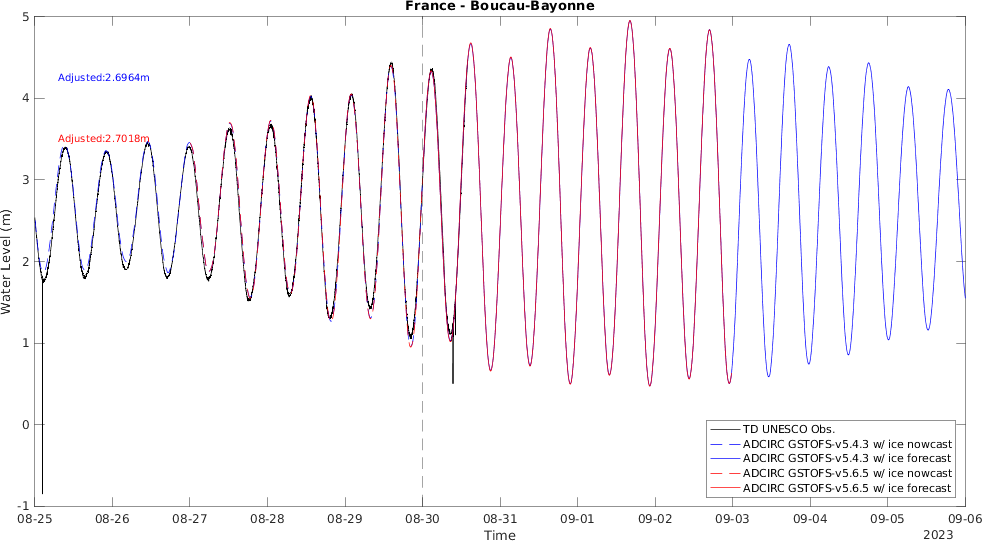 France - Boucau-Bayonne
5
4
3
2
1
0
-1
Water Level (m)
Adjusted:2.6964m
Adjusted:2.7018m
TD UNESCO Obs.
ADCIRC GSTOFS-v5.4.3 w/ ice nowcast
ADCIRC GSTOFS-v5.4.3 w/ ice forecast
ADCIRC GSTOFS-v5.6.5 w/ ice nowcast
ADCIRC GSTOFS-v5.6.5 w/ ice forecast
08-25 08-26 08-27 08-28 08-29 08-30 08-31 09-01 09-02 09-03 09-04 09-05 09-06
Time
2023